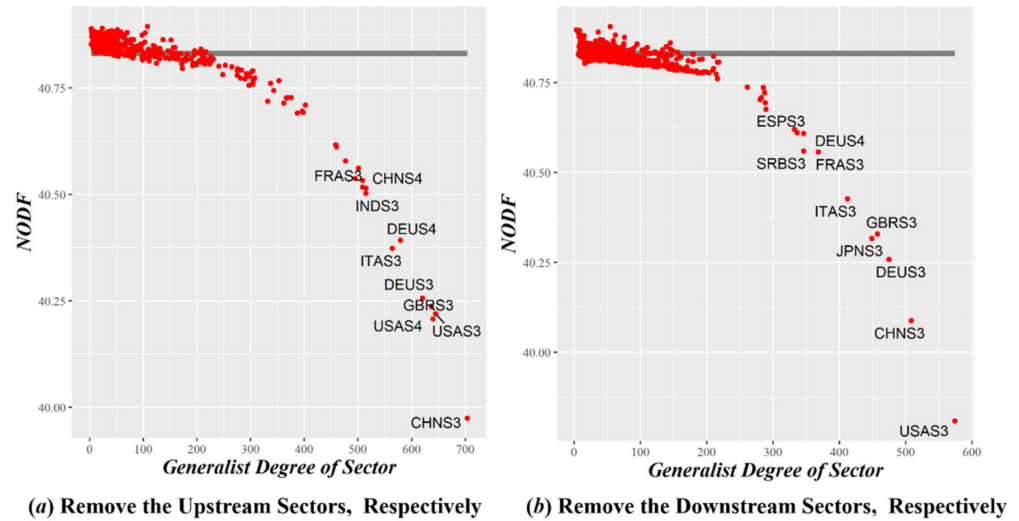 NODF
40.75
40.50
40.25
40.00
FRAS3
CHNS4
INDS3
DEUS4
ITAS3
DEUS3
GBRS3
USAS4
USAS3
CHNS3
0 100 200 300 400 500 600 700
Generalist Degree of Sector
(a) Remove the Upstream Sectors, Respectively
NODF
40.75
40.50
40.25
40.00
ESPS3
DEUS4
SRBS3
FRAS3
ITAS3
GBRS3
JPNS3
DEUS3
CHNS3
USAS3
0 100 200 300 400 500 600
Generalist Degree of Sector
(b) Remove the Downstream Sectors, Respectively